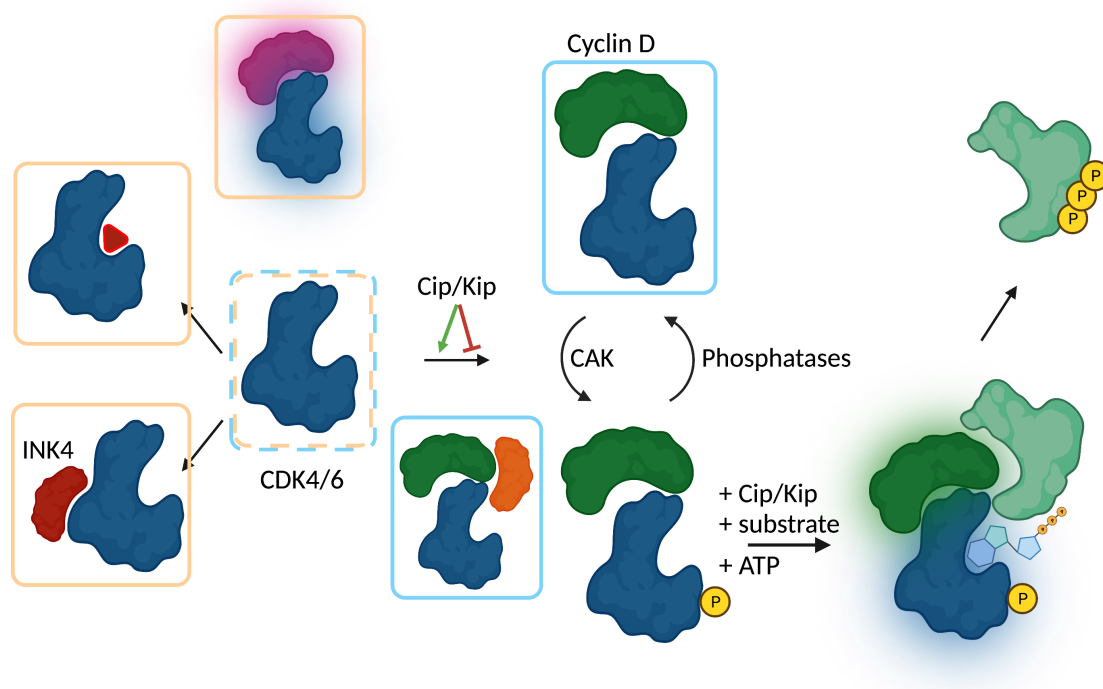 Cyclin D
P
P
P
Cip/Kip
CAK
Phosphatases
INK4
CDK4/6
+ Cip/Kip
+ substrate
+ ATP
P
P